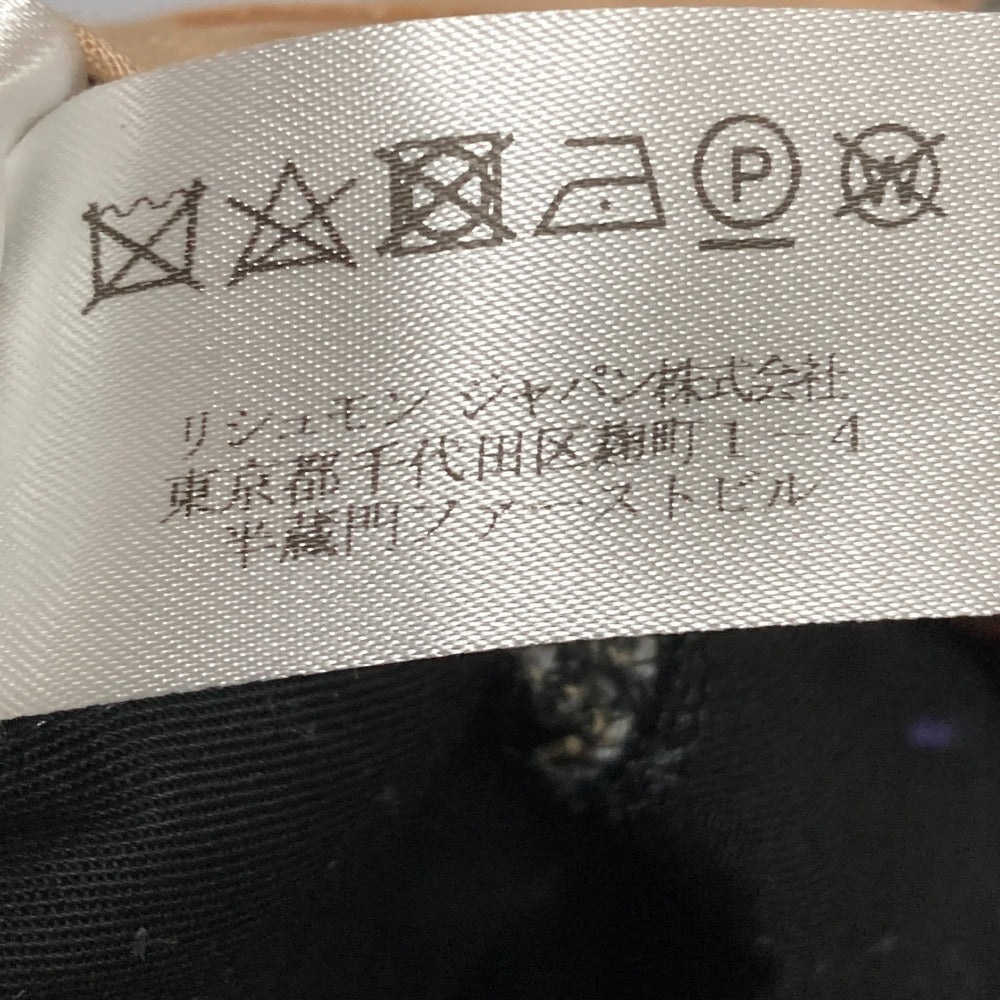 P
W
リシュモン ジャパン株式会社
東京都千代田区麹町1-4
半蔵門ファーストビル